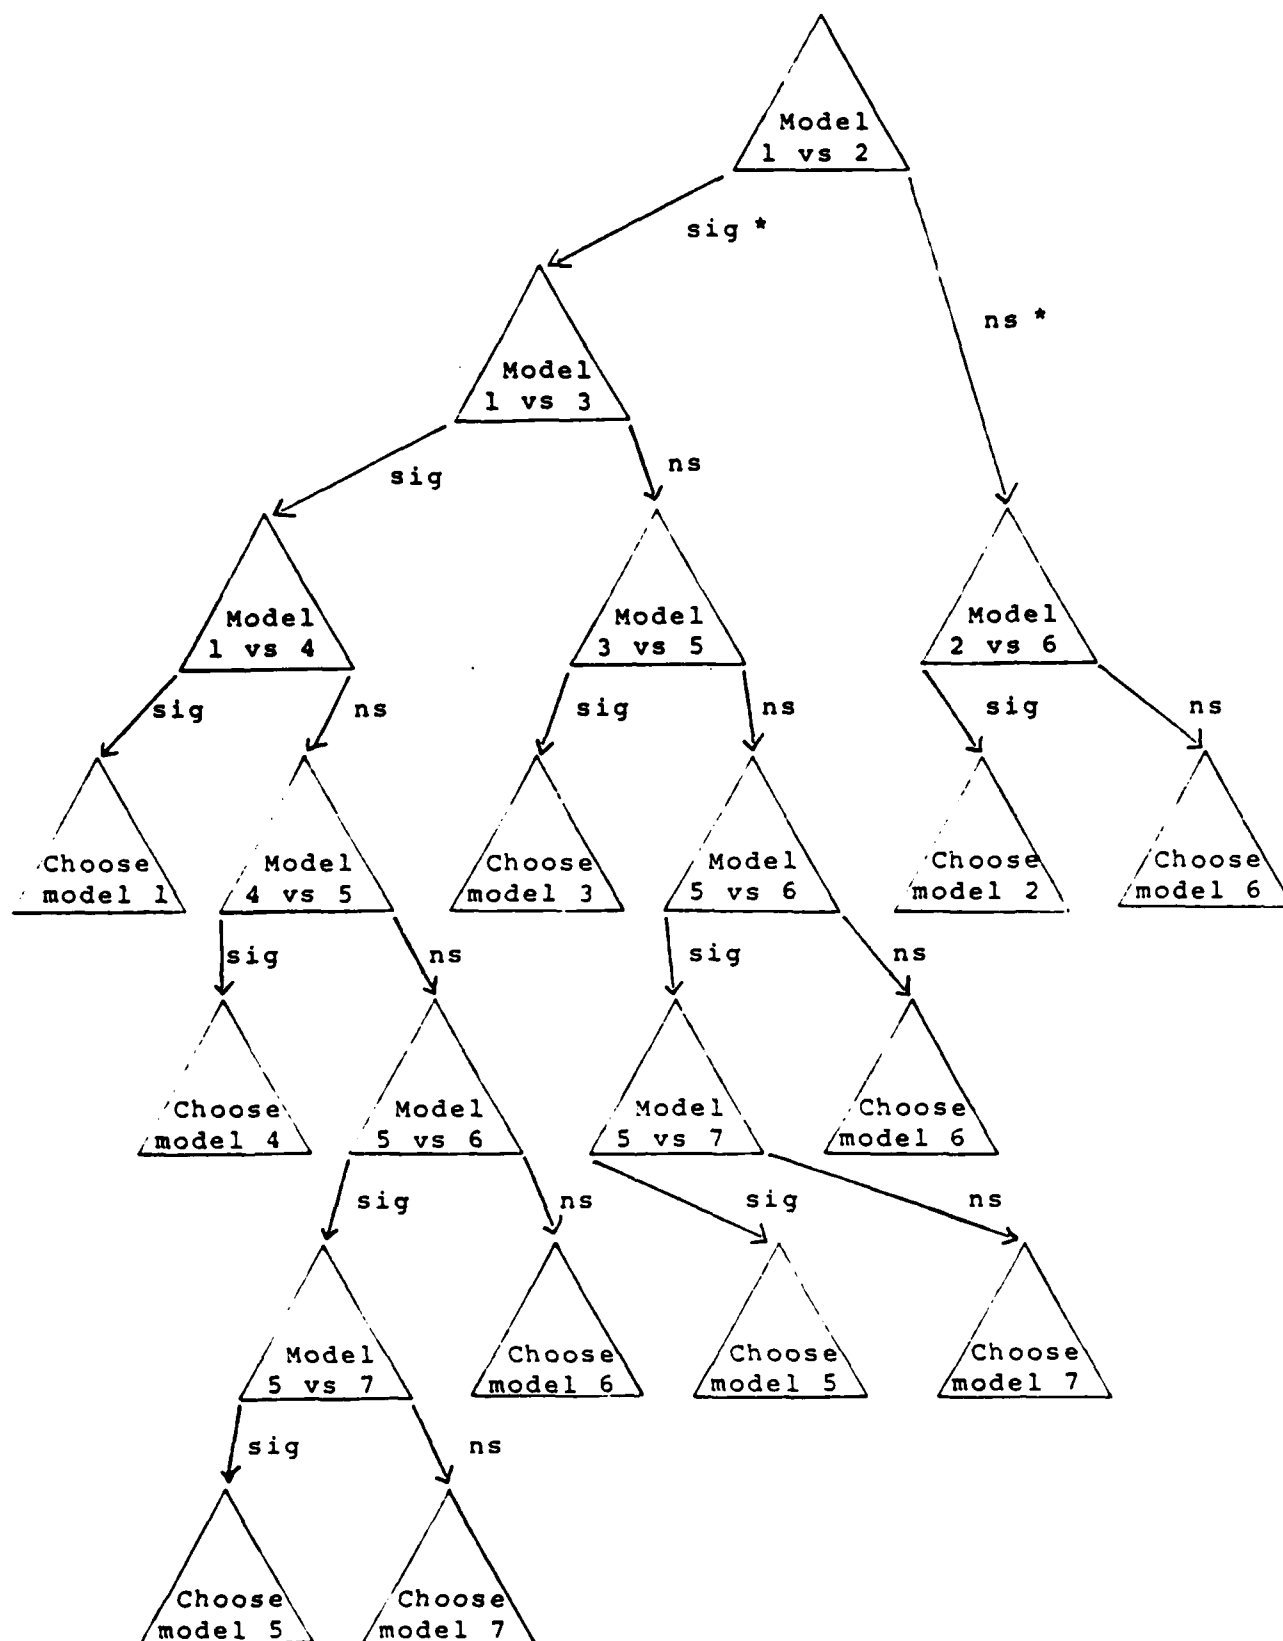 Model
1 vs 2
sig *
ns *
Model
1 vs 3
sig
ns
Model
1 vs 4
Model
3 vs 5
Model
2 vs 6
sig
ns
sig
ns
sig
ns
Choose
model 1
Model
4 vs 5
Choose
model 3
Model
5 vs 6
Choose
model 2
Choose
model 6
sig
ns
sig
ns
Choose
model 4
Model
5 vs 6
Model
5 vs 7
Choose
model 6
sig
ns
sig
ns
Model
5 vs 7
Choose
model 6
Choose
model 5
Choose
model 7
sig
ns
Choose
model 5
Choose
model 7